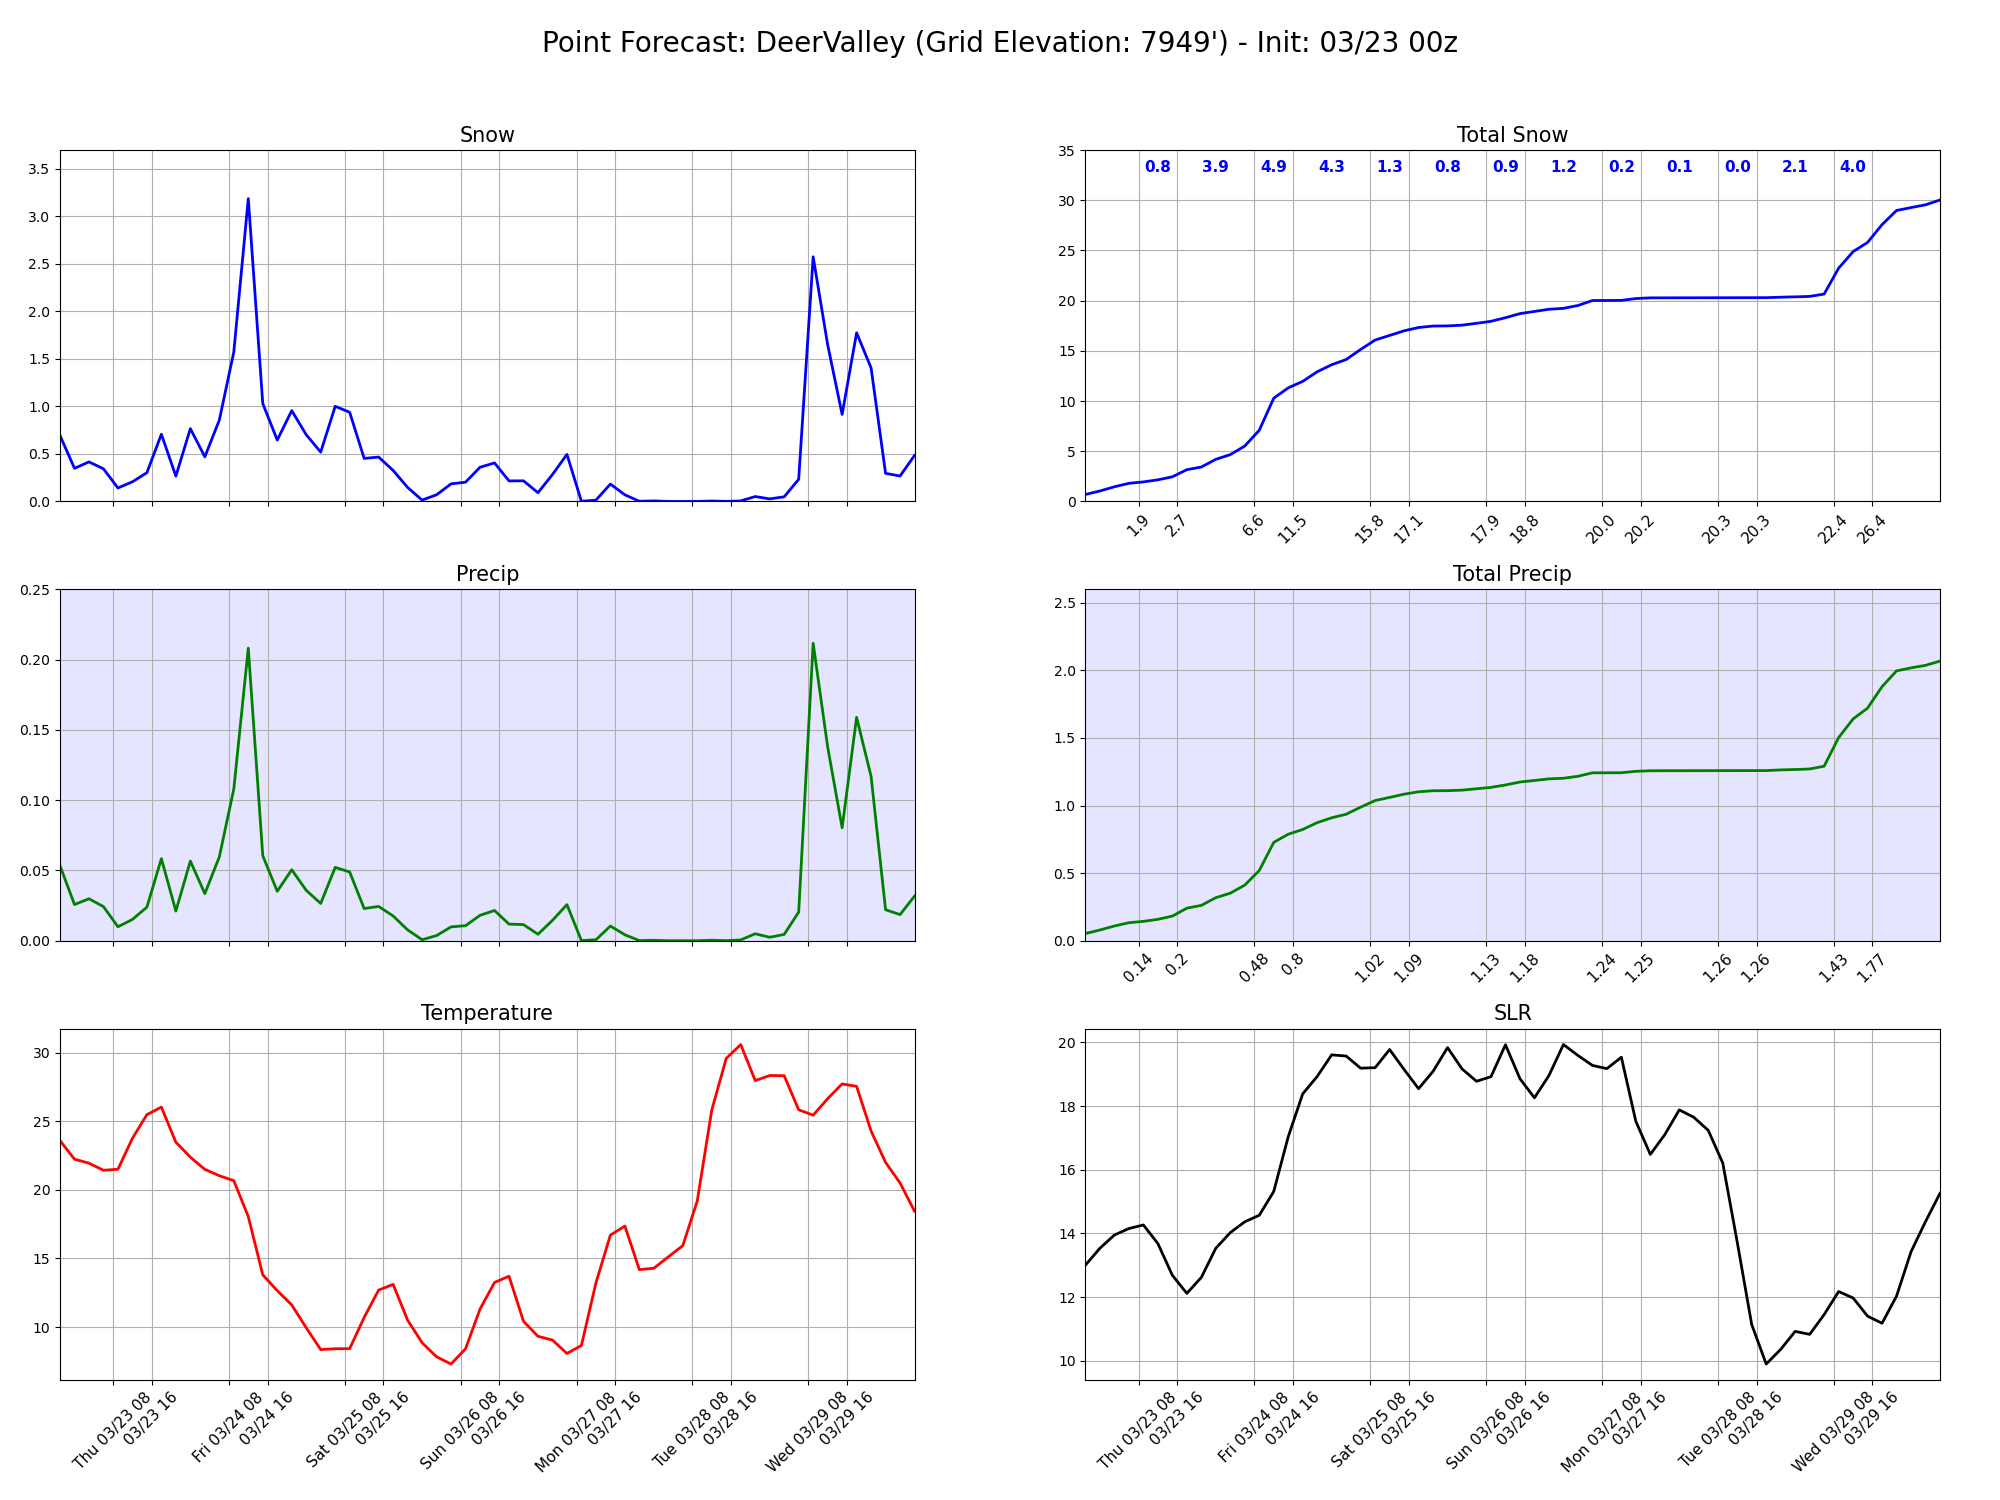 Point Forecast: DeerValley (Grid Elevation: 7949') - Init: 03/23 00z
Snow
3.5
3.0
2.5
2.0
1.5
1.0
0.5
0.0
Total Snow
0.8 3.9 4.9 4.3 1.3 0.8 0.9 1.2 0.2 0.1 0.0 2.1 4.0
35
30
25
20
15
10
5
0
1.9 2.7 6.6 11.5 15.8 17.1 17.9 18.8 20.0 20.2 20.3 20.3 22.4 26.4
Precip
0.25
0.20
0.15
0.10
0.05
0.00
Total Precip
2.5
2.0
1.5
1.0
0.5
0.0
0.14 0.2 0.48 0.8 1.02 1.09 1.13 1.18 1.24 1.25 1.26 1.26 1.43 1.77
Temperature
30
25
20
15
10
Thu 03/23 08
03/23 16
Fri 03/24 08
03/24 16
Sat 03/25 08
03/25 16
Sun 03/26 08
03/26 16
Mon 03/27 08
03/27 16
Tue 03/28 08
03/28 16
Wed 03/29 08
03/29 16
SLR
20
18
16
14
12
10
Thu 03/23 08
03/23 16
Fri 03/24 08
03/24 16
Sat 03/25 08
03/25 16
Sun 03/26 08
03/26 16
Mon 03/27 08
03/27 16
Tue 03/28 08
03/28 16
Wed 03/29 08
03/29 16